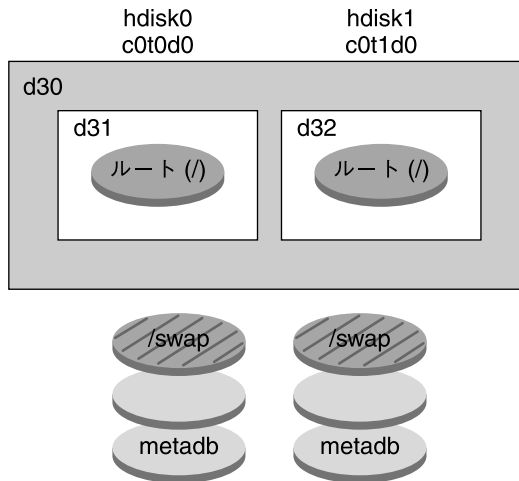 hdisk0
c0t0d0
hdisk1
c0t1d0
d30
d31
ルート (/)
d32
ルート (/)
/swap
/swap
metadb
metadb